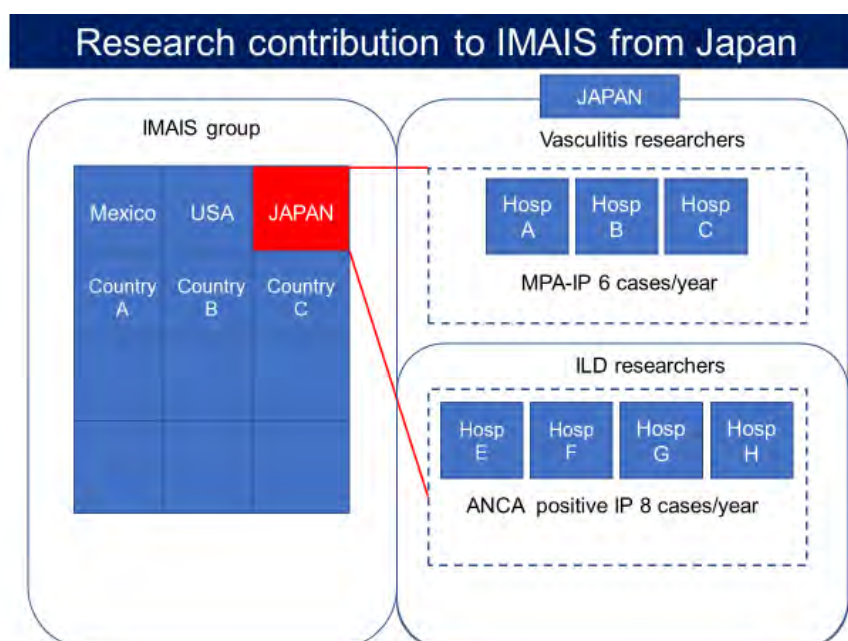 Research contribution to IMAIS from Japan
IMAIS group
Mexico
USA
JAPAN
Country
A
Country
B
Country
C
JAPAN
Vasculitis researchers
Hosp
A
Hosp
B
Hosp
C
MPA-IP 6 cases/year
ILD researchers
Hosp
E
Hosp
F
Hosp
G
Hosp
H
ANCA positive IP 8 cases/year